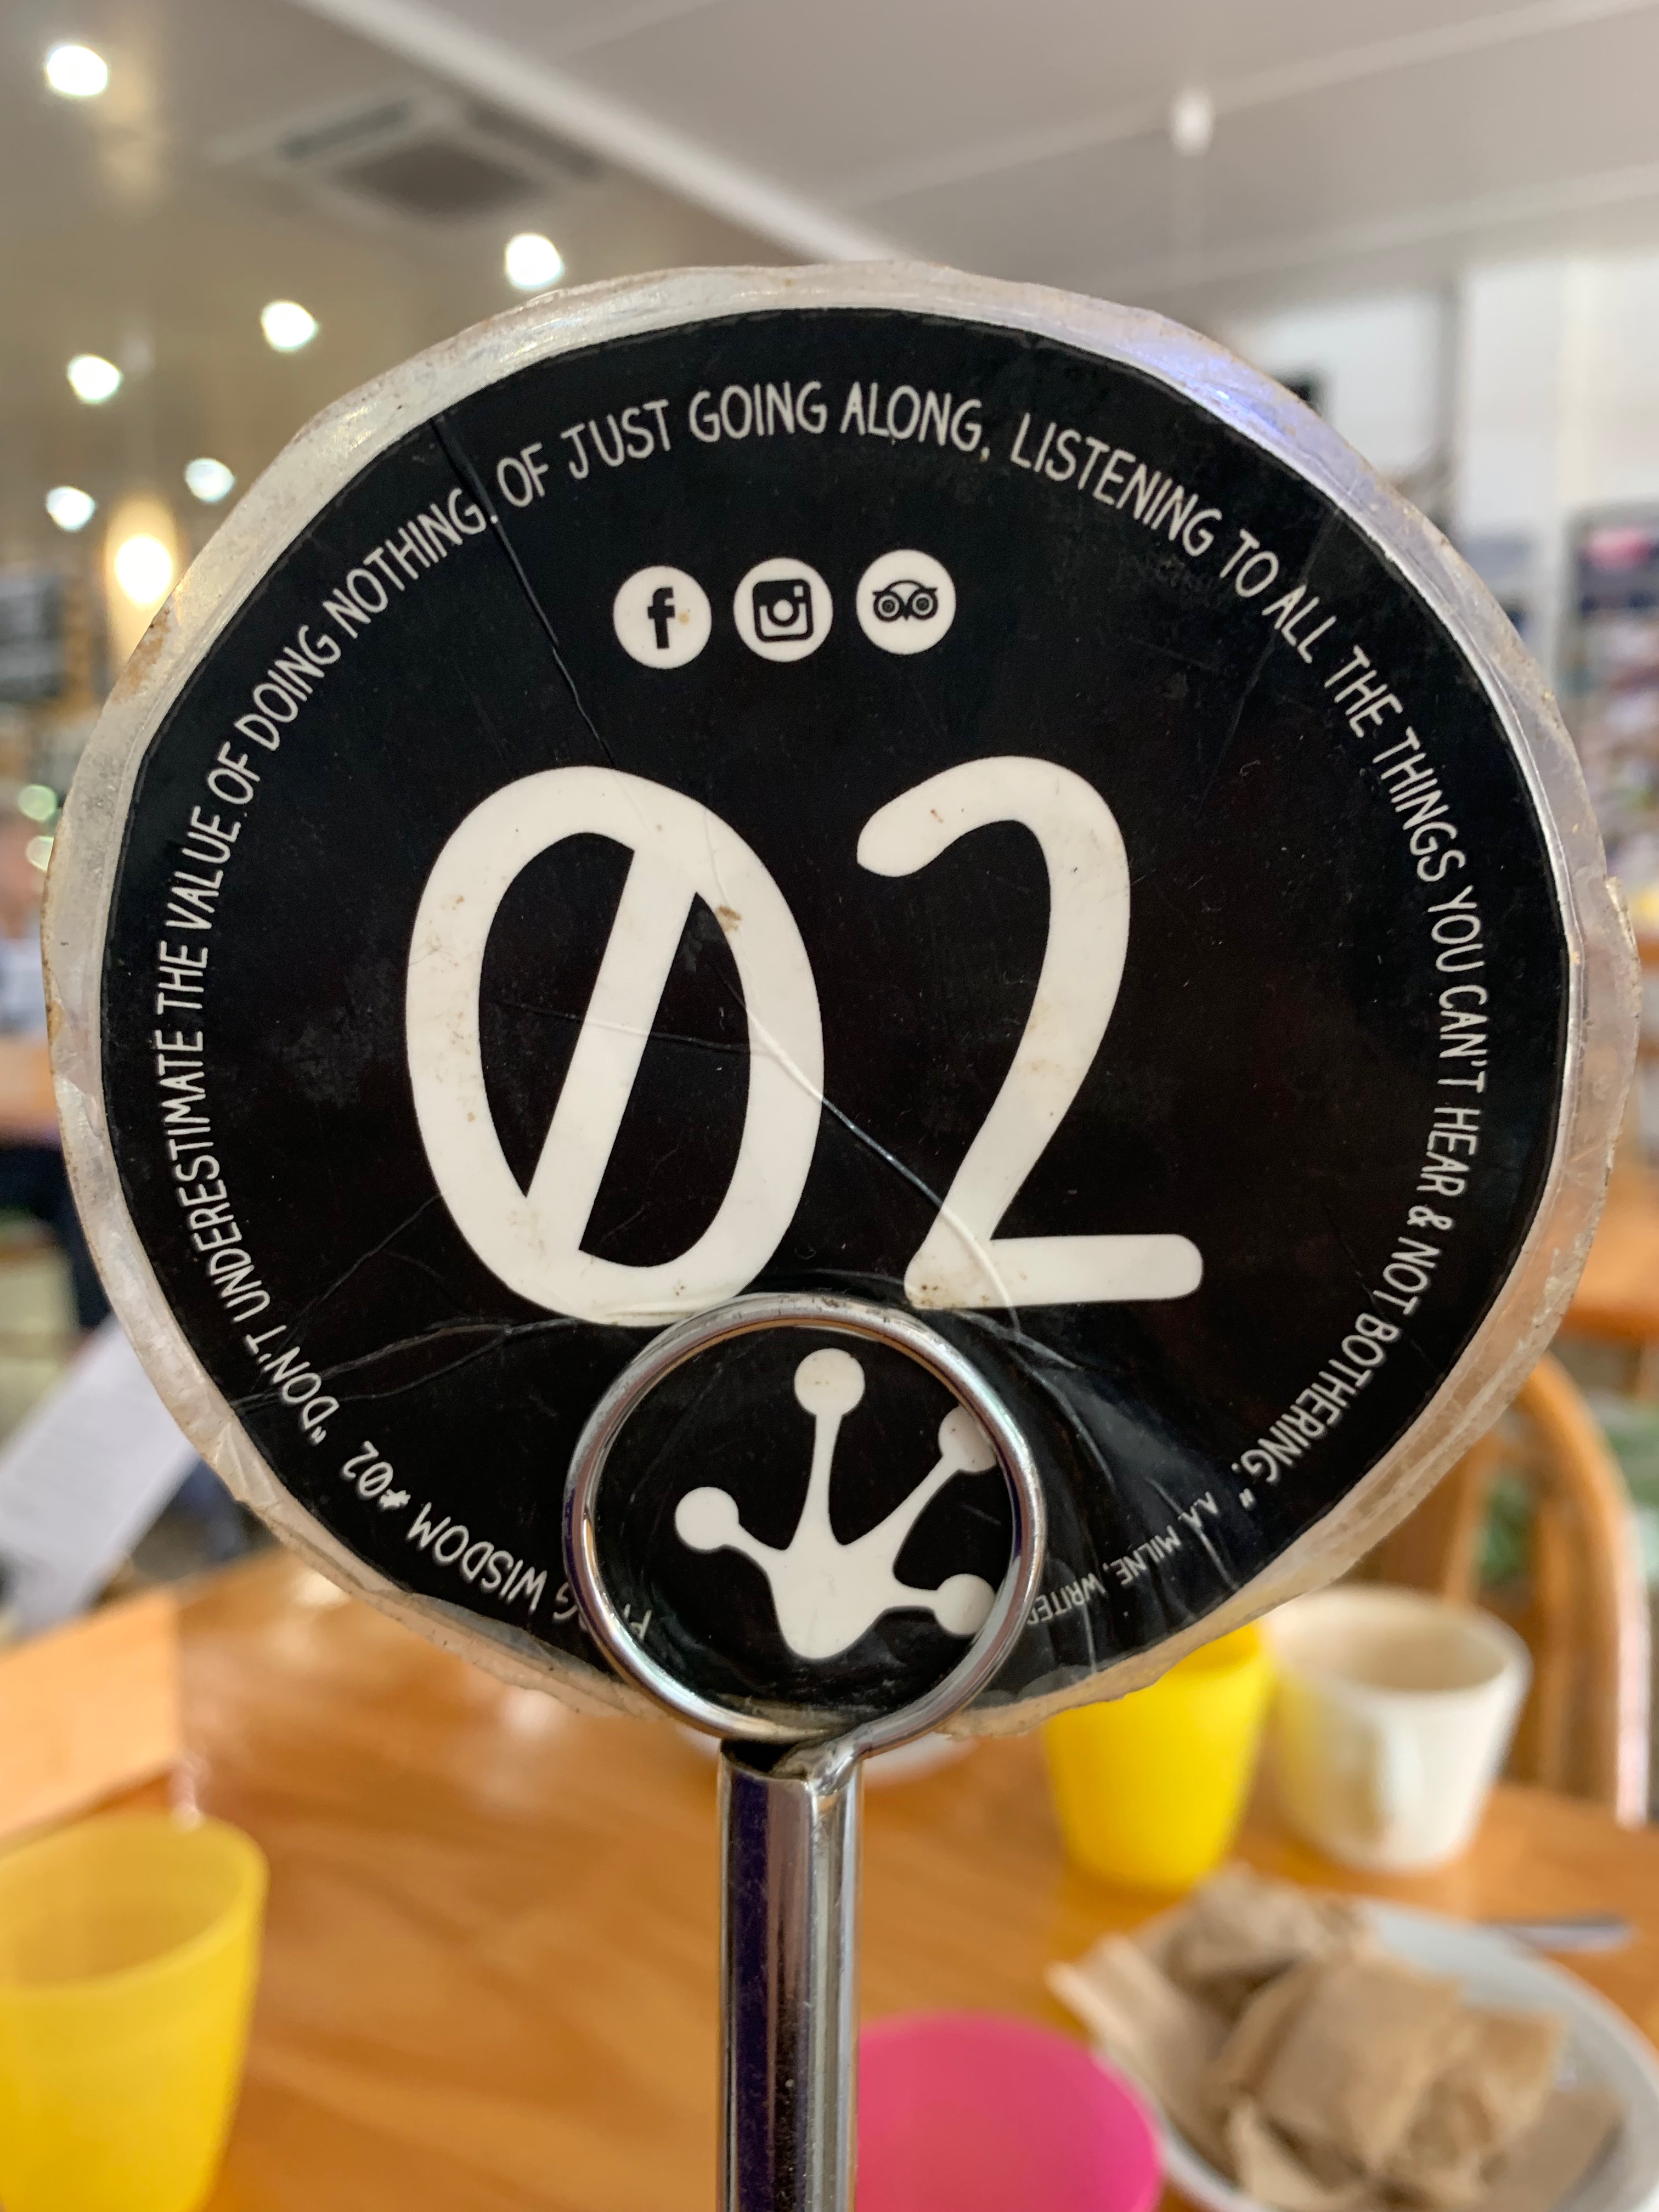 WISDOM #02 "DON'T UNDERESTIMATE THE VALUE OF DOING NOTHING. OF JUST GOING ALONG, LISTENING TO ALL THE THINGS YOU CAN'T HEAR & NOT BOTHERING."
A.A MILNE, WRITER
02